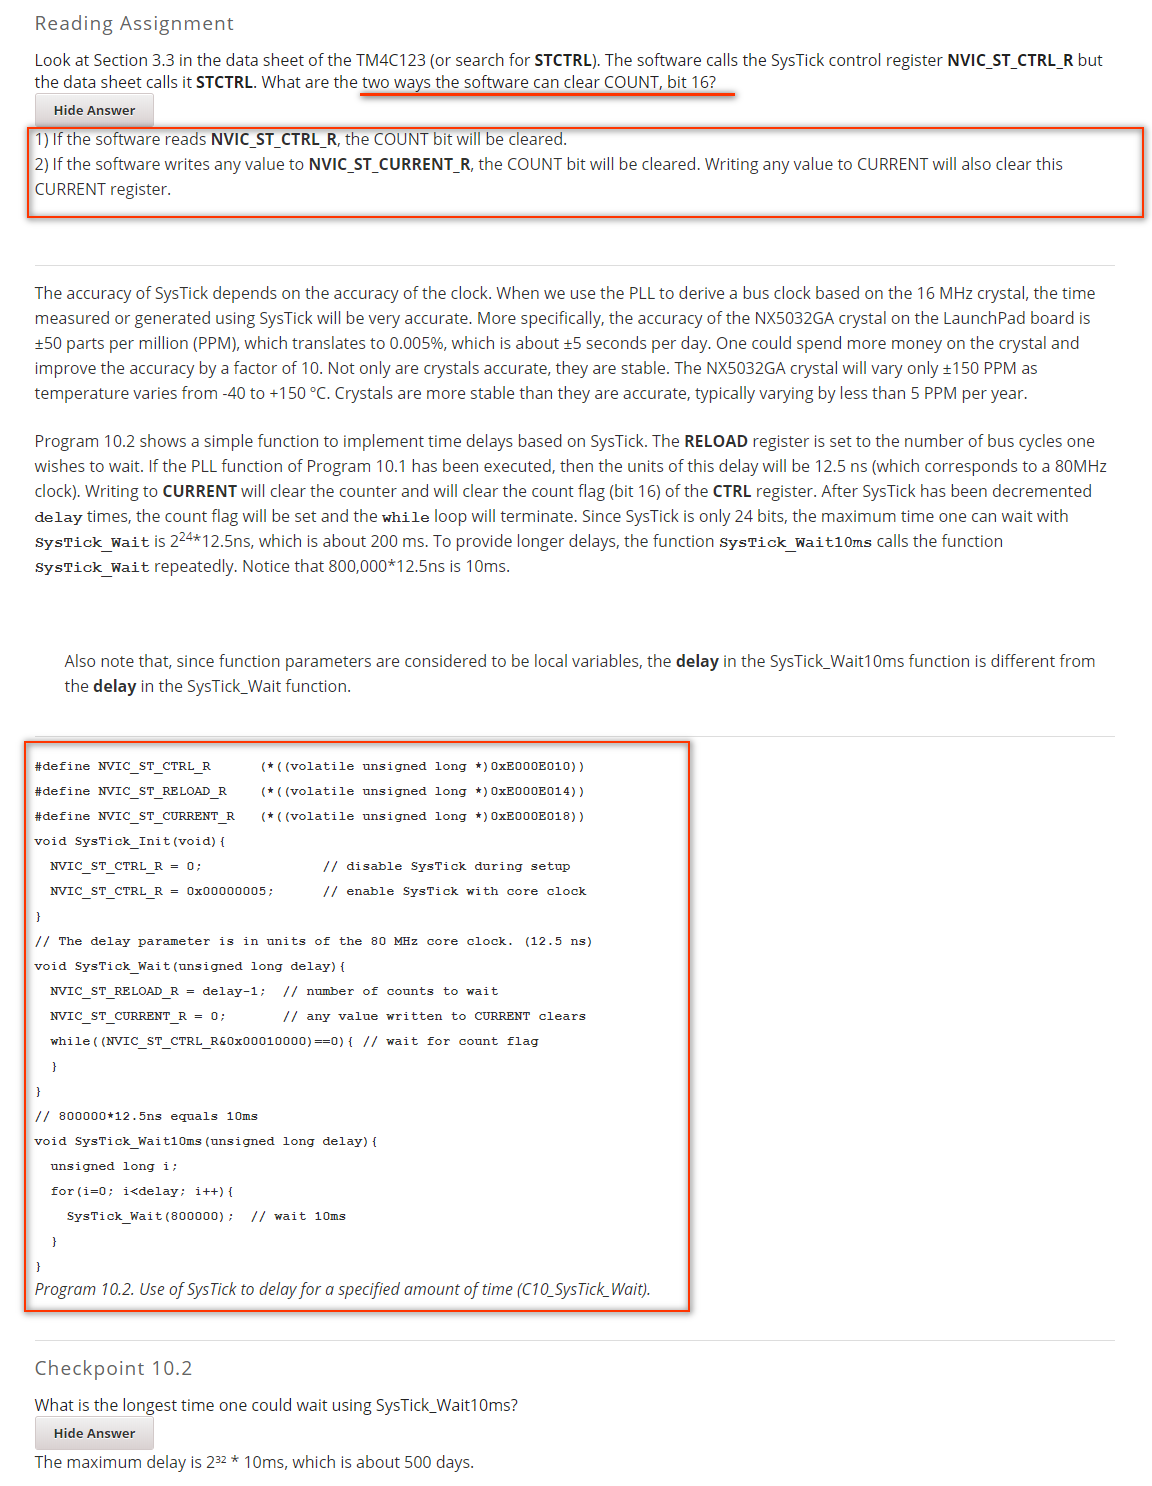 Reading Assignment
Look at Section 3.3 in the data sheet of the TM4C123 (or search for STCTRL). The software calls the SysTick control register NVIC_ST_CTRL_R but
the data sheet calls it STCTRL. What are the two ways the software can clear COUNT, bit 16?
Hide Answer
1) If the software reads NVIC_ST_CTRL_R, the COUNT bit will be cleared.
2) If the software writes any value to NVIC_ST_CURRENT_R, the COUNT bit will be cleared. Writing any value to CURRENT will also clear this
CURRENT register.
The accuracy of SysTick depends on the accuracy of the clock. When we use the PLL to derive a bus clock based on the 16 MHz crystal, the time
measured or generated using SysTick will be very accurate. More specifically, the accuracy of the NX5032GA crystal on the LaunchPad board is
±50 parts per million (PPM), which translates to 0.005%, which is about ±5 seconds per day. One could spend more money on the crystal and
improve the accuracy by a factor of 10. Not only are crystals accurate, they are stable. The NX5032GA crystal will vary only ±150 PPM as
temperature varies from -40 to +150 ºC. Crystals are more stable than they are accurate, typically varying by less than 5 PPM per year.
Program 10.2 shows a simple function to implement time delays based on SysTick. The RELOAD register is set to the number of bus cycles one
wishes to wait. If the PLL function of Program 10.1 has been executed, then the units of this delay will be 12.5 ns (which corresponds to a 80MHz
clock). Writing to CURRENT will clear the counter and will clear the count flag (bit 16) of the CTRL register. After SysTick has been decremented
delay times, the count flag will be set and the while loop will terminate. Since SysTick is only 24 bits, the maximum time one can wait with
SysTick_Wait is 2²⁴*12.5ns, which is about 200 ms. To provide longer delays, the function SysTick_Wait10ms calls the function
SysTick_Wait repeatedly. Notice that 800,000*12.5ns is 10ms.
Also note that, since function parameters are considered to be local variables, the delay in the SysTick_Wait10ms function is different from
the delay in the SysTick_Wait function.
#define NVIC_ST_CTRL_R      (*((volatile unsigned long *)0xE000E010))
#define NVIC_ST_RELOAD_R    (*((volatile unsigned long *)0xE000E014))
#define NVIC_ST_CURRENT_R   (*((volatile unsigned long *)0xE000E018))
void SysTick_Init(void){
  NVIC_ST_CTRL_R = 0;               // disable SysTick during setup
  NVIC_ST_CTRL_R = 0x00000005;      // enable SysTick with core clock
}
// The delay parameter is in units of the 80 MHz core clock. (12.5 ns)
void SysTick_Wait(unsigned long delay){
  NVIC_ST_RELOAD_R = delay-1;  // number of counts to wait
  NVIC_ST_CURRENT_R = 0;       // any value written to CURRENT clears
  while((NVIC_ST_CTRL_R&0x00010000)==0){ // wait for count flag
  }
}
// 800000*12.5ns equals 10ms
void SysTick_Wait10ms(unsigned long delay){
  unsigned long i;
  for(i=0; i<delay; i++){
    SysTick_Wait(800000);  // wait 10ms
  }
}
Program 10.2. Use of SysTick to delay for a specified amount of time (C10_SysTick_Wait).
Checkpoint 10.2
What is the longest time one could wait using SysTick_Wait10ms?
Hide Answer
The maximum delay is 2³² * 10ms, which is about 500 days.